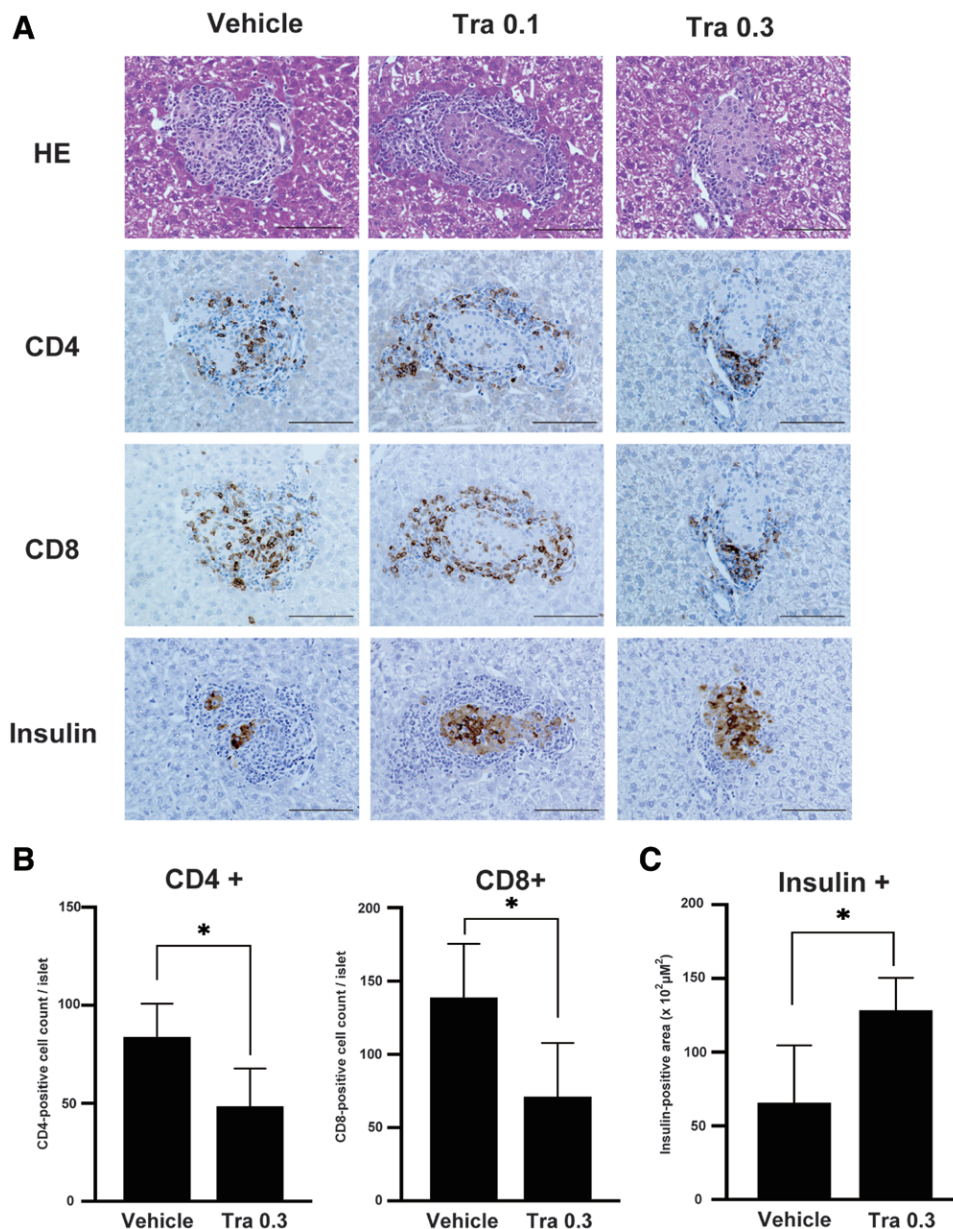 A
Vehicle Tra 0.1 Tra 0.3
HE
CD4
CD8
Insulin
B
CD4 +
CD4-positive cell count / islet
150
100
50
0
*
Vehicle Tra 0.3
CD8+
CD8-positive cell count / islet
200
150
100
50
0
*
Vehicle Tra 0.3
C
Insulin +
Insulin-positive area (x 10²µM²)
200
150
100
50
0
*
Vehicle Tra 0.3